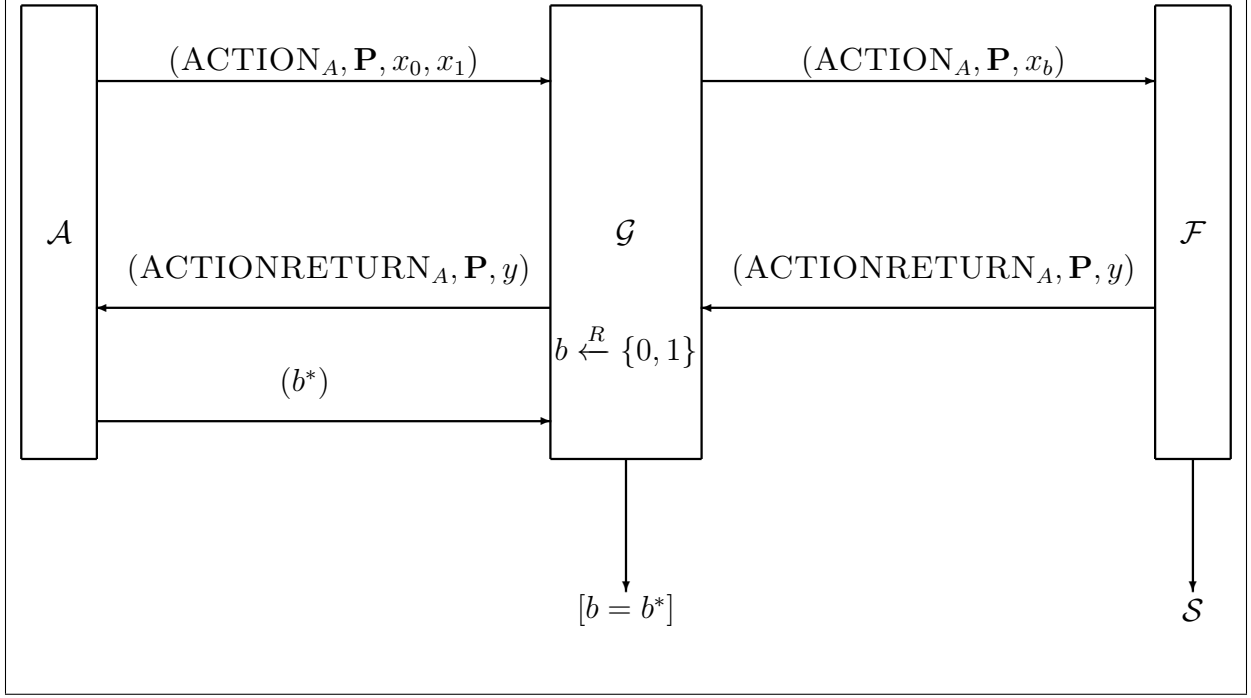 (ACTION_A, P, x_0, x_1)
(ACTION_A, P, x_b)
𝒜
𝒢
ℱ
(ACTIONRETURN_A, P, y)
(ACTIONRETURN_A, P, y)
b ←^R {0, 1}
(b*)
[b = b*]
𝒮